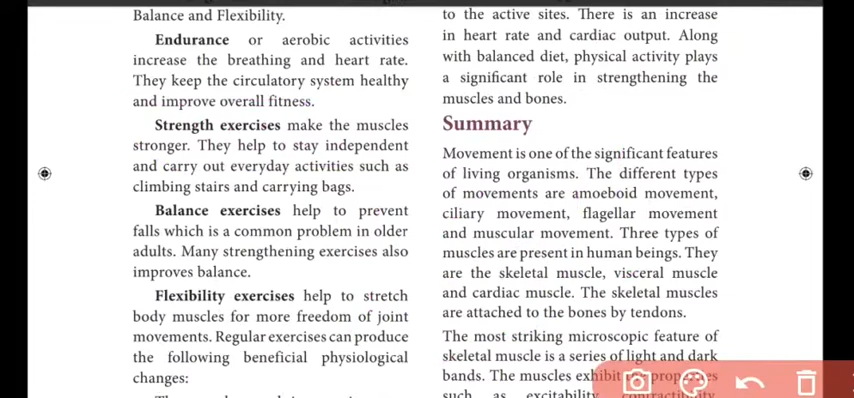 Balance and Flexibility.
Endurance or aerobic activities
increase the breathing and heart rate.
They keep the circulatory system healthy
and improve overall fitness.
Strength exercises make the muscles
stronger. They help to stay independent
and carry out everyday activities such as
climbing stairs and carrying bags.
Balance exercises help to prevent
falls which is a common problem in older
adults. Many strengthening exercises also
improves balance.
Flexibility exercises help to stretch
body muscles for more freedom of joint
movements. Regular exercises can produce
the following beneficial physiological
changes:
to the active sites. There is an increase
in heart rate and cardiac output. Along
with balanced diet, physical activity plays
a significant role in strengthening the
muscles and bones.
Summary
Movement is one of the significant features
of living organisms. The different types
of movements are amoeboid movement,
ciliary movement, flagellar movement
and muscular movement. Three types of
muscles are present in human beings. They
are the skeletal muscle, visceral muscle
and cardiac muscle. The skeletal muscles
are attached to the bones by tendons.
The most striking microscopic feature of
skeletal muscle is a series of light and dark
bands. The muscles exhibit the properties
such as excitability, contractility,